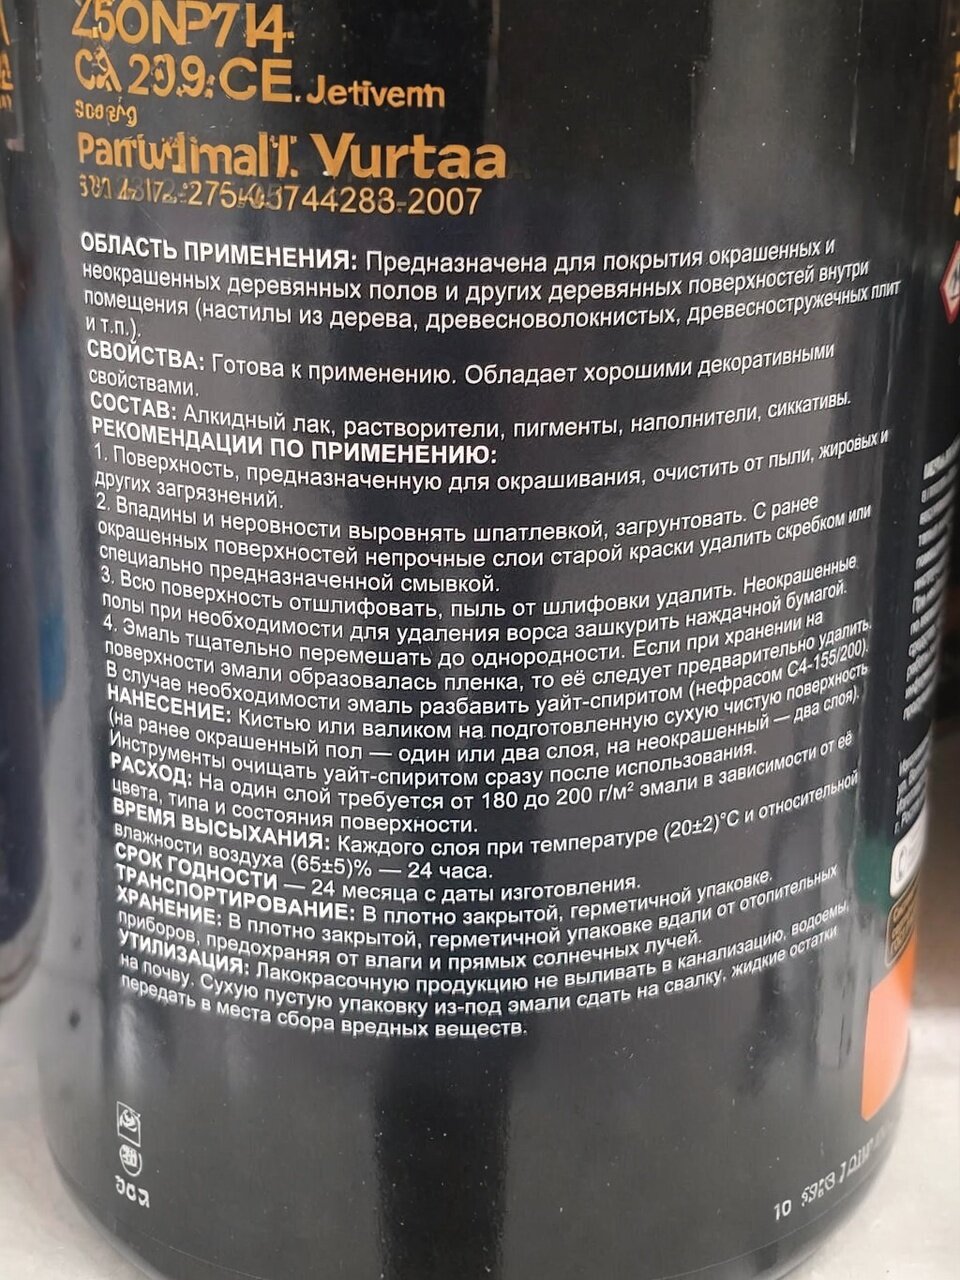 CE. Jetivem
Vurtaa
744283-2007
ОБЛАСТЬ ПРИМЕНЕНИЯ: Предназначена для покрытия окрашенных и
неокрашенных деревянных полов и других деревянных поверхностей внутри
помещения (настилы из дерева, древесноволокнистых, древесностружечных плит
и т.п.).
СВОЙСТВА: Готова к применению. Обладает хорошими декоративными
свойствами.
СОСТАВ: Алкидный лак, растворители, пигменты, наполнители, сиккативы.
РЕКОМЕНДАЦИИ ПО ПРИМЕНЕНИЮ:
1. Поверхность, предназначенную для окрашивания, очистить от пыли, жировых и
других загрязнений.
2. Впадины и неровности выровнять шпатлевкой, загрунтовать. С ранее
окрашенных поверхностей непрочные слои старой краски удалить скребком или
специально предназначенной смывкой.
3. Всю поверхность отшлифовать, пыль от шлифовки удалить. Неокрашенные
полы при необходимости для удаления ворса зашкурить наждачной бумагой.
4. Эмаль тщательно перемешать до однородности. Если при хранении на
поверхности эмали образовалась пленка, то её следует предварительно удалить.
В случае необходимости эмаль разбавить уайт-спиритом (нефрасом С4-155/200).
НАНЕСЕНИЕ: Кистью или валиком на подготовленную сухую чистую поверхность
(на ранее окрашенный пол — один или два слоя, на неокрашенный — два слоя).
Инструменты очищать уайт-спиритом сразу после использования.
РАСХОД: На один слой требуется от 180 до 200 г/м² эмали в зависимости от её
цвета, типа и состояния поверхности.
ВРЕМЯ ВЫСЫХАНИЯ: Каждого слоя при температуре (20±2)°С и относительной
влажности воздуха (65±5)% — 24 часа.
СРОК ГОДНОСТИ — 24 месяца с даты изготовления.
ТРАНСПОРТИРОВАНИЕ: В плотно закрытой, герметичной упаковке.
ХРАНЕНИЕ: В плотно закрытой, герметичной упаковке вдали от отопительных
приборов, предохраняя от влаги и прямых солнечных лучей.
УТИЛИЗАЦИЯ: Лакокрасочную продукцию не выливать в канализацию, водоемы,
на почву. Сухую пустую упаковку из-под эмали сдать на свалку, жидкие остатки
передать в места сбора вредных веществ.
10